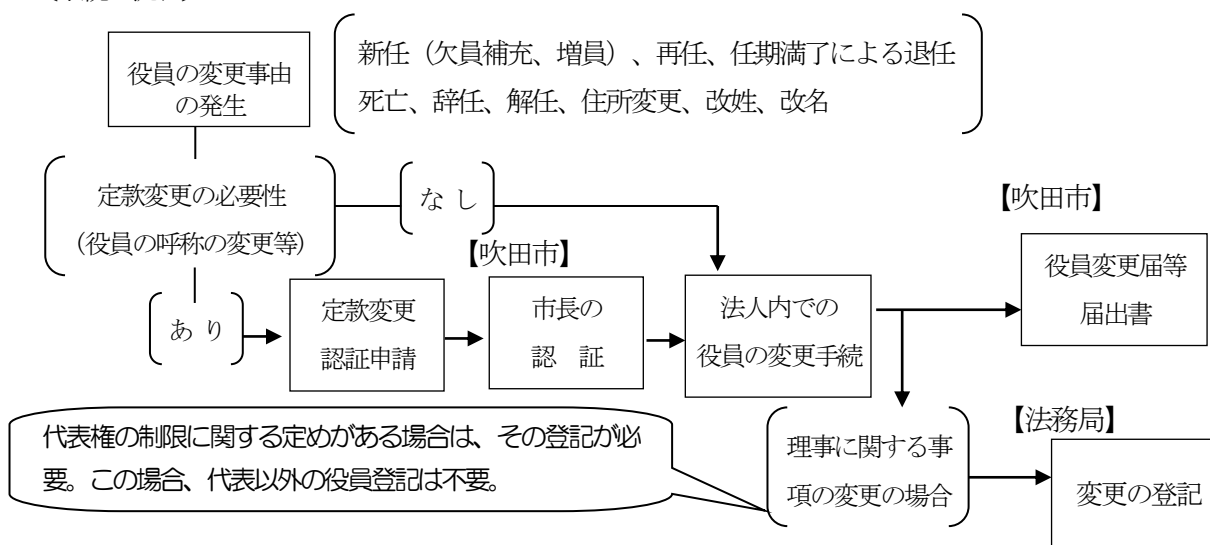 役員の変更事由
の発生
新任（欠員補充、増員）、再任、任期満了による退任
死亡、辞任、解任、住所変更、改姓、改名
定款変更の必要性
（役員の呼称の変更等）
なし
あり
定款変更
認証申請
【吹田市】
市長の
認　証
法人内での
役員の変更手続
【吹田市】
役員変更届等
届出書
代表権の制限に関する定めがある場合は、その登記が必
要。この場合、代表以外の役員登記は不要。
理事に関する事
項の変更の場合
【法務局】
変更の登記